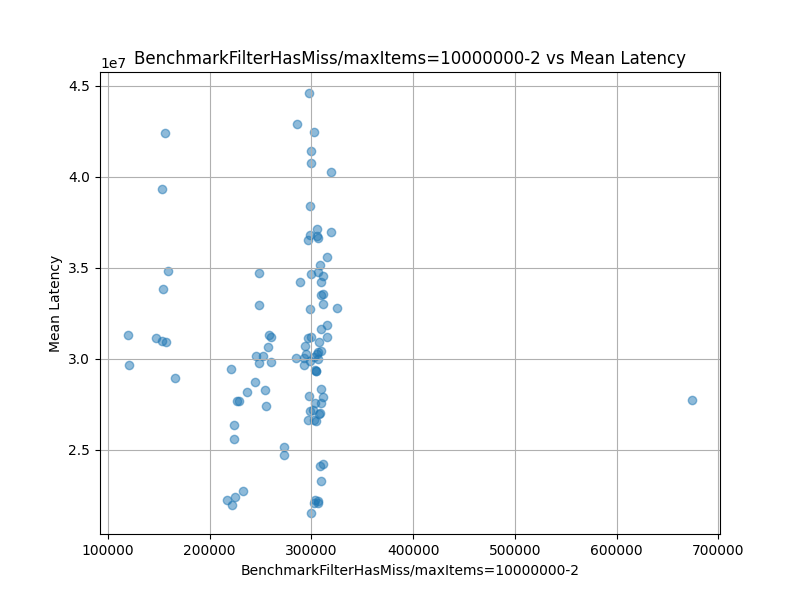 BenchmarkFilterHasMiss/maxItems=10000000-2 vs Mean Latency
1e7
4.5
4.0
3.5
3.0
2.5
Mean Latency
100000 200000 300000 400000 500000 600000 700000
BenchmarkFilterHasMiss/maxItems=10000000-2